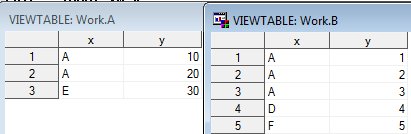 VIEWTABLE: Work.A
x y
1 A 10
2 A 20
3 E 30
VIEWTABLE: Work.B
x y
1 A 1
2 A 2
3 A 3
4 D 4
5 F 5